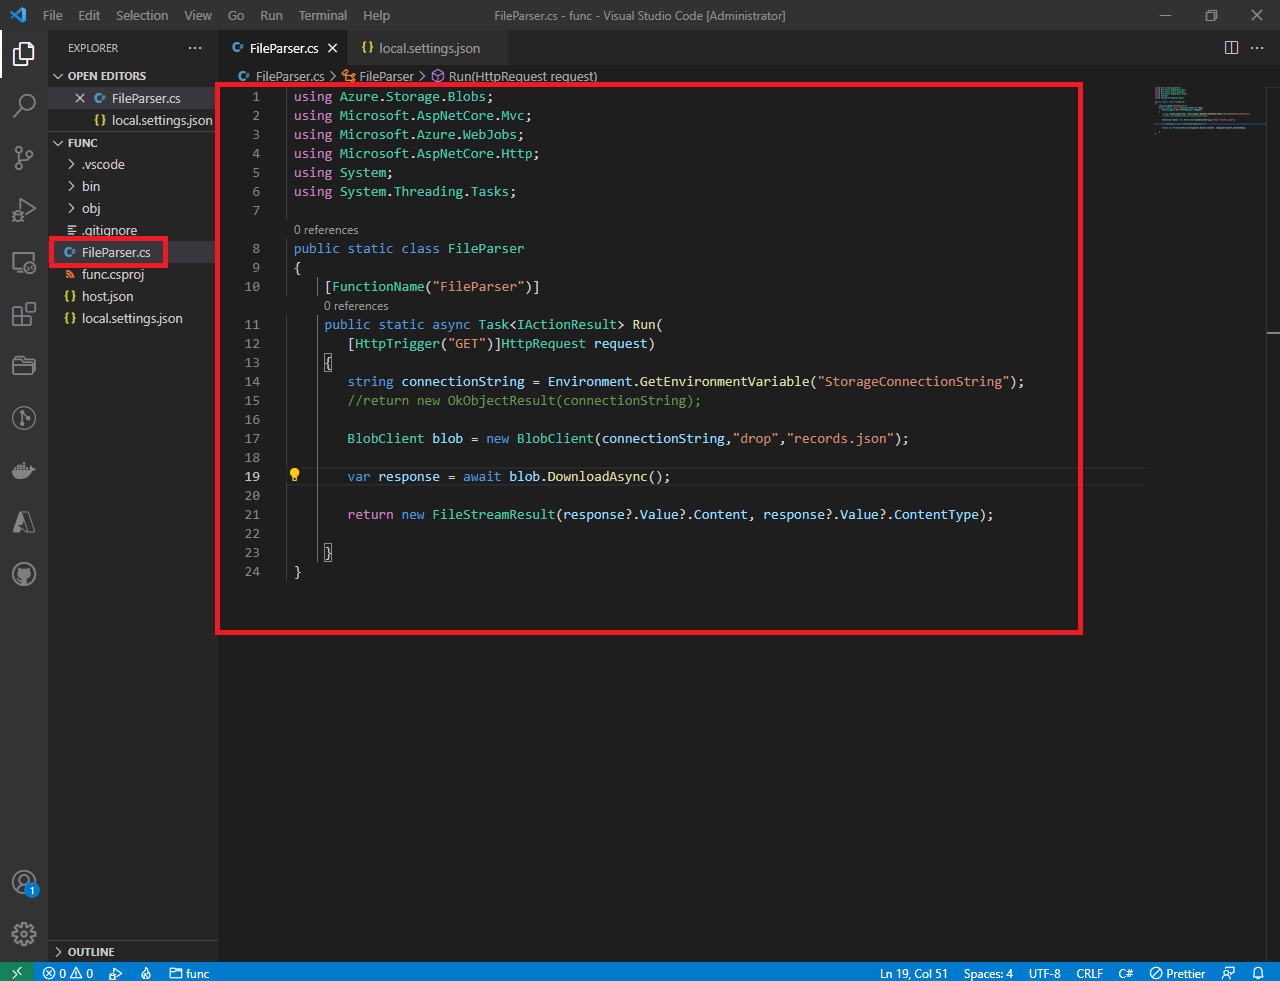 File Edit Selection View Go Run Terminal Help FileParser.cs - func - Visual Studio Code [Administrator]
EXPLORER
OPEN EDITORS
FileParser.cs
local.settings.json
FUNC
.vscode
bin
obj
.gitignore
FileParser.cs
func.csproj
host.json
local.settings.json
OUTLINE
FileParser.cs local.settings.json
FileParser.cs > FileParser > Run(HttpRequest request)
1 using Azure.Storage.Blobs;
2 using Microsoft.AspNetCore.Mvc;
3 using Microsoft.Azure.WebJobs;
4 using Microsoft.AspNetCore.Http;
5 using System;
6 using System.Threading.Tasks;
7
0 references
8 public static class FileParser
9 {
10 [FunctionName("FileParser")]
0 references
11 public static async Task<IActionResult> Run(
12 [HttpTrigger("GET")]HttpRequest request)
13 {
14 string connectionString = Environment.GetEnvironmentVariable("StorageConnectionString");
15 //return new OkObjectResult(connectionString);
16
17 BlobClient blob = new BlobClient(connectionString,"drop","records.json");
18
19 var response = await blob.DownloadAsync();
20
21 return new FileStreamResult(response?.Value?.Content, response?.Value?.ContentType);
22
23 }
24 }
1
0 0 func Ln 19, Col 51 Spaces: 4 UTF-8 CRLF C# Prettier